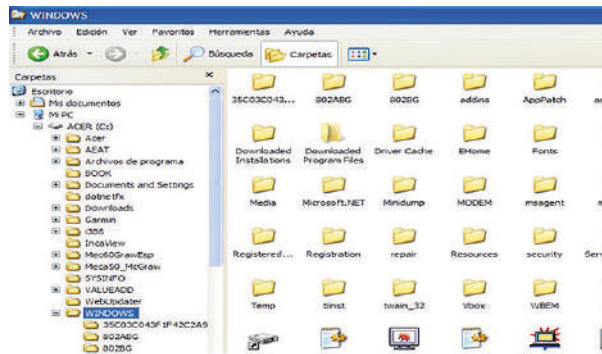 WINDOWS
Archivo Edición Ver Favoritos Herramientas Ayuda
Atrás Búsqueda Carpetas
Carpetas
Escritorio
Mis documentos
Mi PC
ACER (C:)
Acer
AEAT
Archivos de programa
BOOK
Documents and Settings
dotnetfx
Downloads
Garmin
i386
IncaView
Mec60GrawEsp
Meca50_McGraw
SYSINFO
VALUEADD
WebUpdater
WINDOWS
35C03C043F1F42C2A9
802ABG
802BG
35C03C043... 802ABG 802BG addins AppPatch
Downloaded Installations Downloaded Program Files Driver Cache EHome Fonts
Media Microsoft.NET Minidump MODEM msagent
Registered... Registration repair Resources security
Temp tinst twain_32 Vbox WBEM